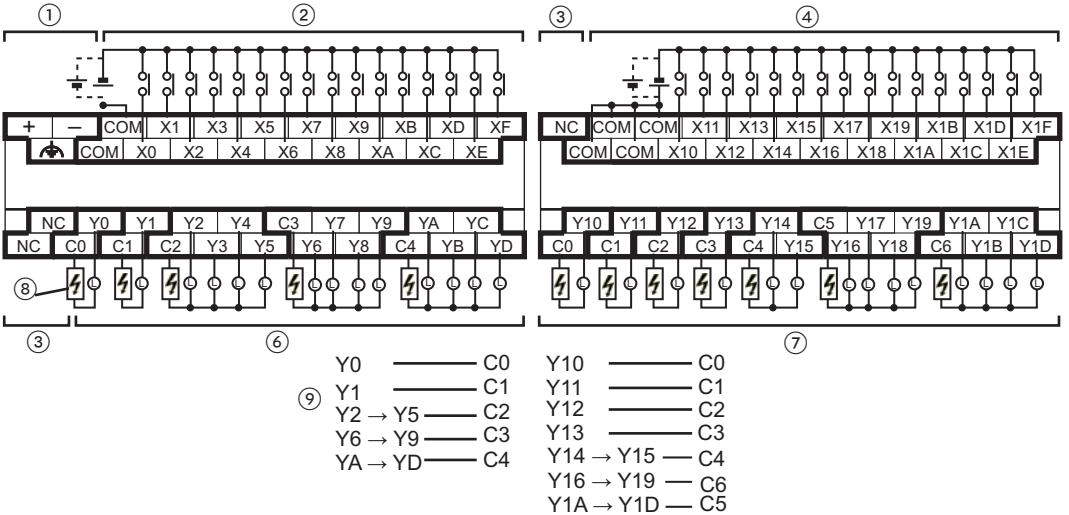 ① ② ③ ④
+ − COM X1 X3 X5 X7 X9 XB XD XF
COM X0 X2 X4 X6 X8 XA XC XE
NC COM COM X11 X13 X15 X17 X19 X1B X1D X1F
COM COM X10 X12 X14 X16 X18 X1A X1C X1E
NC Y0 Y1 Y2 Y4 C3 Y7 Y9 YA YC
NC C0 C1 C2 Y3 Y5 Y6 Y8 C4 YB YD
Y10 Y11 Y12 Y13 Y14 C5 Y17 Y19 Y1A Y1C
C0 C1 C2 C3 C4 Y15 Y16 Y18 C6 Y1B Y1D
L L L L L L L L L L L L L L
L L L L L L L L L L L L L L
⑧
③ ⑥ ⑦
⑨
Y0 C0
Y1 C1
Y2 → Y5 C2
Y6 → Y9 C3
YA → YD C4
Y10 C0
Y11 C1
Y12 C2
Y13 C3
Y14 → Y15 C4
Y16 → Y19 C6
Y1A → Y1D C5